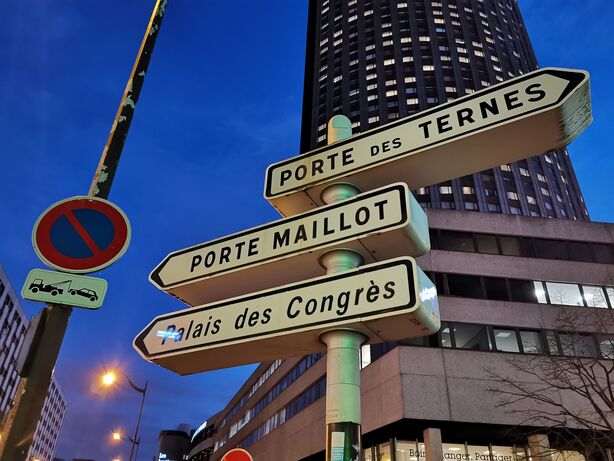 PORTE DES TERNES
PORTE MAILLOT
Palais des Congrès